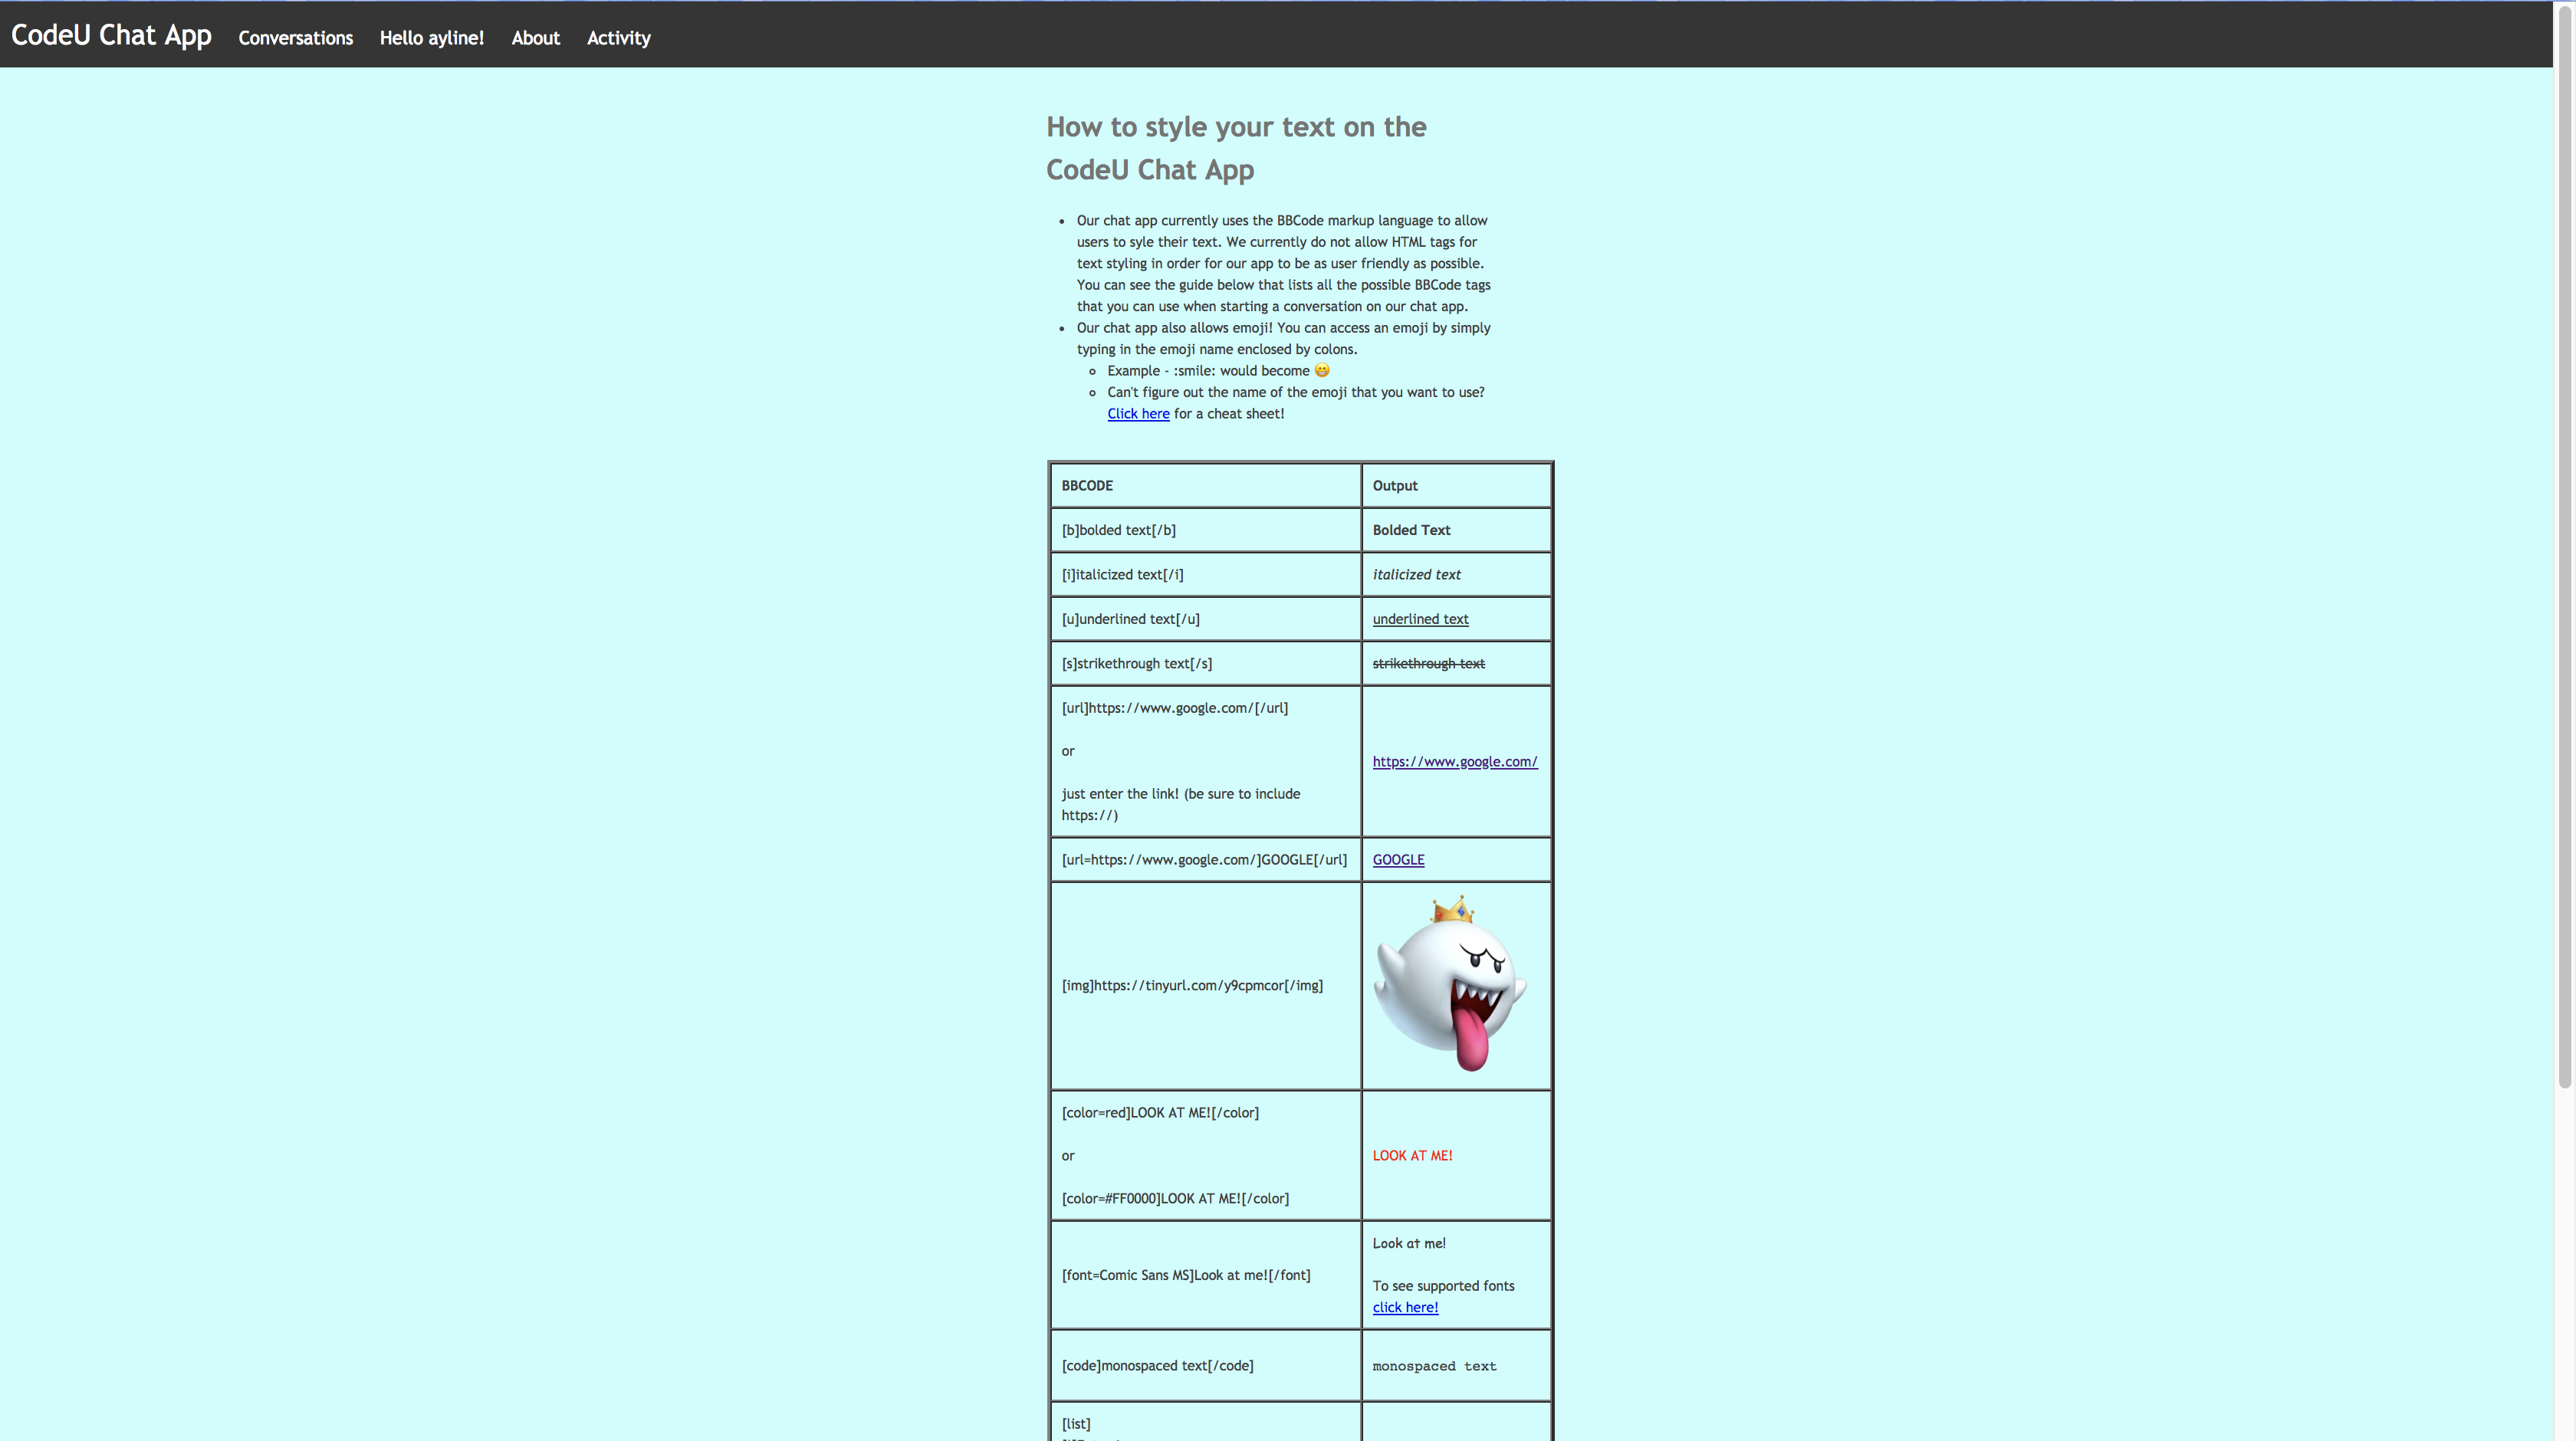 CodeU Chat App Conversations Hello ayline! About Activity
How to style your text on the
CodeU Chat App
• Our chat app currently uses the BBCode markup language to allow
users to syle their text. We currently do not allow HTML tags for
text styling in order for our app to be as user friendly as possible.
You can see the guide below that lists all the possible BBCode tags
that you can use when starting a conversation on our chat app.
• Our chat app also allows emoji! You can access an emoji by simply
typing in the emoji name enclosed by colons.
◦ Example - :smile: would become 😁
◦ Can't figure out the name of the emoji that you want to use?
Click here for a cheat sheet!
BBCODE Output
[b]bolded text[/b] Bolded Text
[i]italicized text[/i] italicized text
[u]underlined text[/u] underlined text
[s]strikethrough text[/s] strikethrough text
[url]https://www.google.com/[/url]
or
just enter the link! (be sure to include
https://)
https://www.google.com/
[url=https://www.google.com/]GOOGLE[/url] GOOGLE
[img]https://tinyurl.com/y9cpmcor[/img]
[color=red]LOOK AT ME![/color]
or
[color=#FF0000]LOOK AT ME![/color]
LOOK AT ME!
[font=Comic Sans MS]Look at me![/font]
Look at me!
To see supported fonts
click here!
[code]monospaced text[/code] monospaced text
[list]